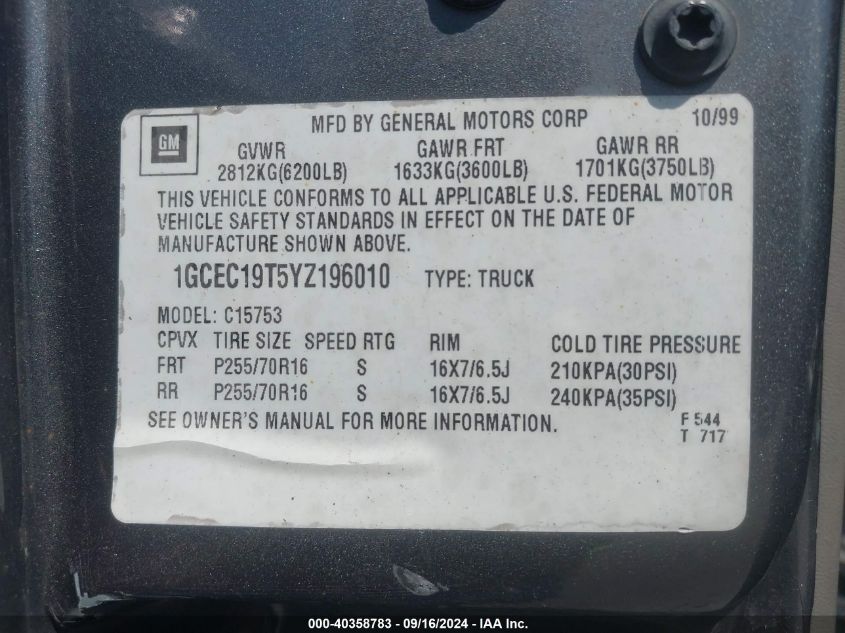 GM
MFD BY GENERAL MOTORS CORP 10/99
GVWR GAWR FRT GAWR RR
2812KG(6200LB) 1633KG(3600LB) 1701KG(3750LB)
THIS VEHICLE CONFORMS TO ALL APPLICABLE U.S. FEDERAL MOTOR
VEHICLE SAFETY STANDARDS IN EFFECT ON THE DATE OF
MANUFACTURE SHOWN ABOVE.
1GCEC19T5YZ196010 TYPE: TRUCK
MODEL: C15753
CPVX TIRE SIZE SPEED RTG RIM COLD TIRE PRESSURE
FRT P255/70R16 S 16X7/6.5J 210KPA(30PSI)
RR P255/70R16 S 16X7/6.5J 240KPA(35PSI)
SEE OWNER'S MANUAL FOR MORE INFORMATION.
F 544
T 717
000-40358783 - 09/16/2024 - IAA Inc.